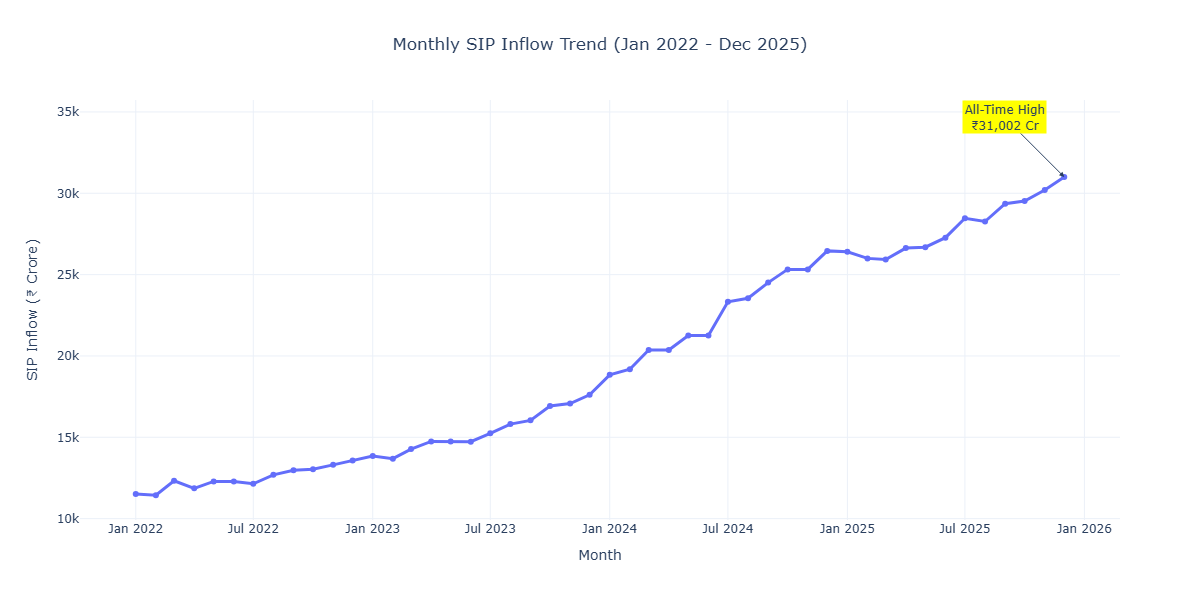 Monthly SIP Inflow Trend (Jan 2022 - Dec 2025)
All-Time High
₹31,002 Cr
35k
30k
25k
20k
15k
10k
SIP Inflow (₹ Crore)
Jan 2022
Jul 2022
Jan 2023
Jul 2023
Jan 2024
Jul 2024
Jan 2025
Jul 2025
Jan 2026
Month